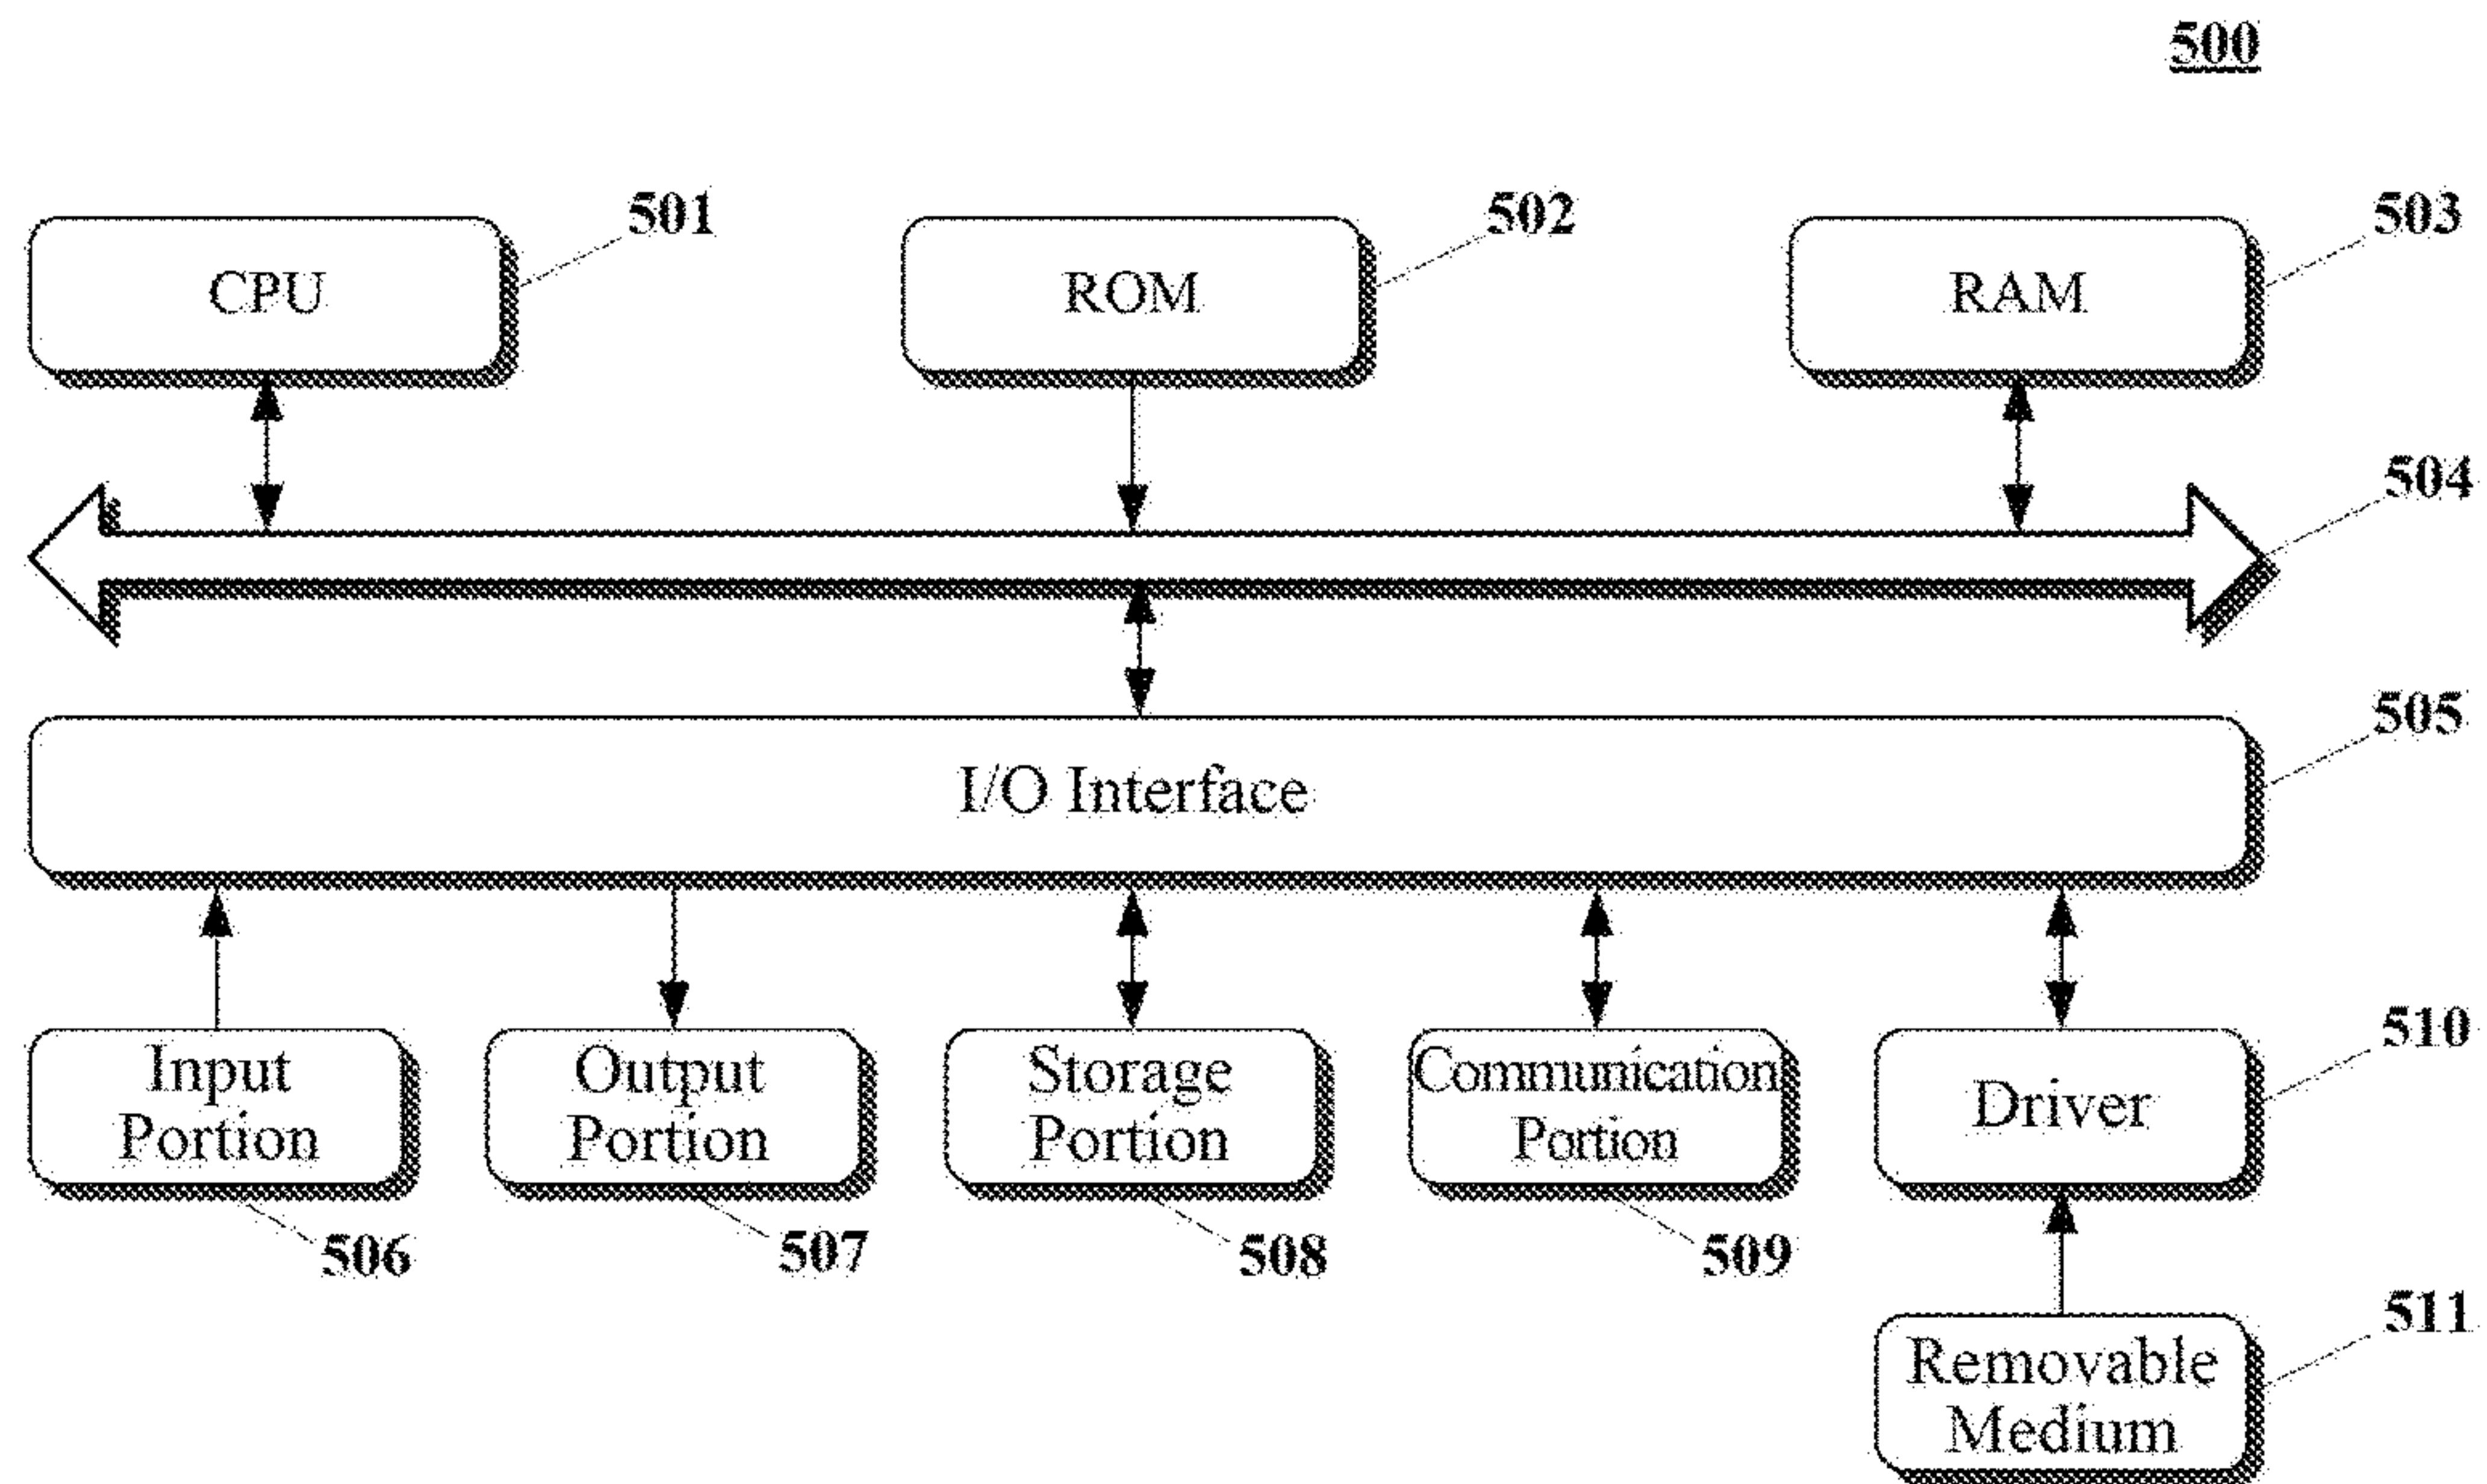 500
501
502
503
CPU
ROM
RAM
504
505
I/O Interface
510
Input
Portion
Output
Portion
Storage
Portion
Communication
Portion
Driver
506
507
508
509
511
Removable
Medium